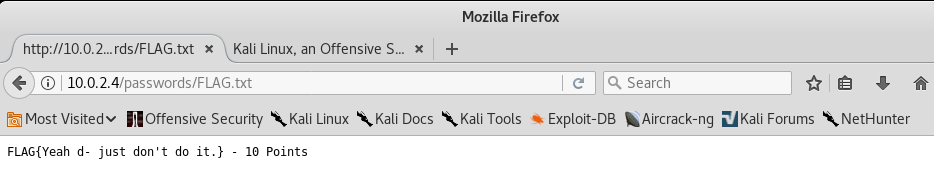 Mozilla Firefox
http://10.0.2...rds/FLAG.txt × Kali Linux, an Offensive S... × +
10.0.2.4/passwords/FLAG.txt Search
Most Visited Offensive Security Kali Linux Kali Docs Kali Tools Exploit-DB Aircrack-ng Kali Forums NetHunter
FLAG{Yeah d- just don't do it.} - 10 Points